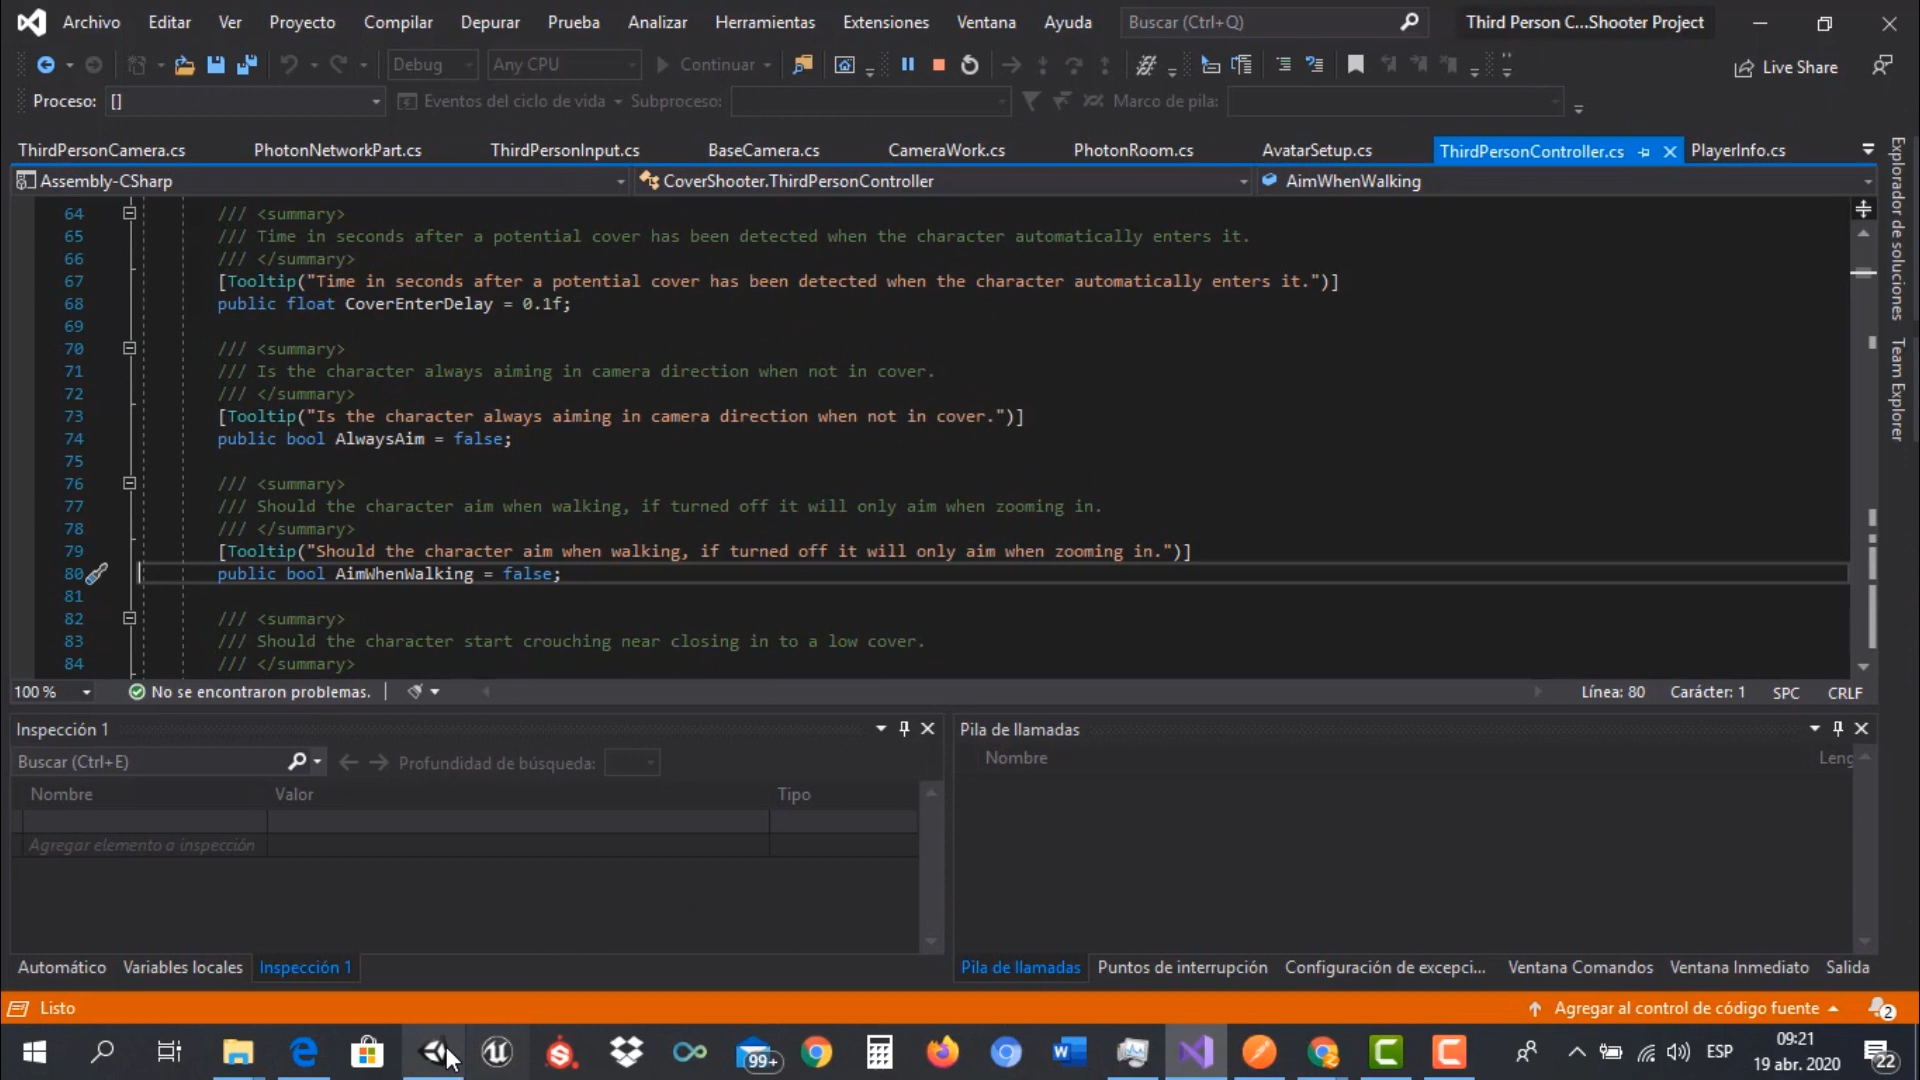 Archivo Editar Ver Proyecto Compilar Depurar Prueba Analizar Herramientas Extensiones Ventana Ayuda Buscar (Ctrl+Q) Third Person C...Shooter Project
Debug Any CPU Continuar Live Share
Proceso: [] Eventos del ciclo de vida Subproceso: Marco de pila:
ThirdPersonCamera.cs PhotonNetworkPart.cs ThirdPersonInput.cs BaseCamera.cs CameraWork.cs PhotonRoom.cs AvatarSetup.cs ThirdPersonController.cs PlayerInfo.cs
Assembly-CSharp CoverShooter.ThirdPersonController AimWhenWalking
Explorador de soluciones
Team Explorer
64 /// <summary>
65 /// Time in seconds after a potential cover has been detected when the character automatically enters it.
66 /// </summary>
67 [Tooltip("Time in seconds after a potential cover has been detected when the character automatically enters it.")]
68 public float CoverEnterDelay = 0.1f;
69
70 /// <summary>
71 /// Is the character always aiming in camera direction when not in cover.
72 /// </summary>
73 [Tooltip("Is the character always aiming in camera direction when not in cover.")]
74 public bool AlwaysAim = false;
75
76 /// <summary>
77 /// Should the character aim when walking, if turned off it will only aim when zooming in.
78 /// </summary>
79 [Tooltip("Should the character aim when walking, if turned off it will only aim when zooming in.")]
80 public bool AimWhenWalking = false;
81
82 /// <summary>
83 /// Should the character start crouching near closing in to a low cover.
84 /// </summary>
100 % No se encontraron problemas. Línea: 80 Carácter: 1 SPC CRLF
Inspección 1 Pila de llamadas
Buscar (Ctrl+E) Profundidad de búsqueda: Nombre Leng
Nombre Valor Tipo
Agregar elemento a inspección
Automático Variables locales Inspección 1 Pila de llamadas Puntos de interrupción Configuración de excepci... Ventana Comandos Ventana Inmediato Salida
Listo Agregar al control de código fuente 2
99+ ESP 09:21
19 abr. 2020 22